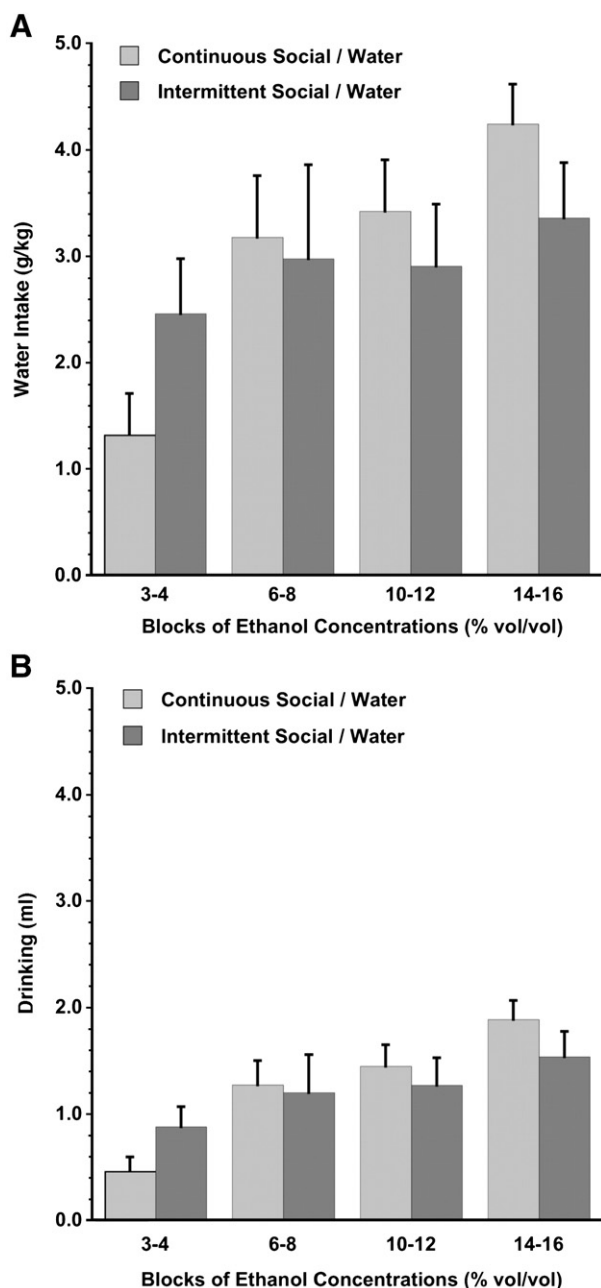 A
5.0
Continuous Social / Water
Intermittent Social / Water
4.0
3.0
2.0
1.0
0.0
Water Intake (g/kg)
3-4 6-8 10-12 14-16
Blocks of Ethanol Concentrations (% vol/vol)
B
5.0
Continuous Social / Water
Intermittent Social / Water
4.0
3.0
2.0
1.0
0.0
Drinking (ml)
3-4 6-8 10-12 14-16
Blocks of Ethanol Concentrations (% vol/vol)